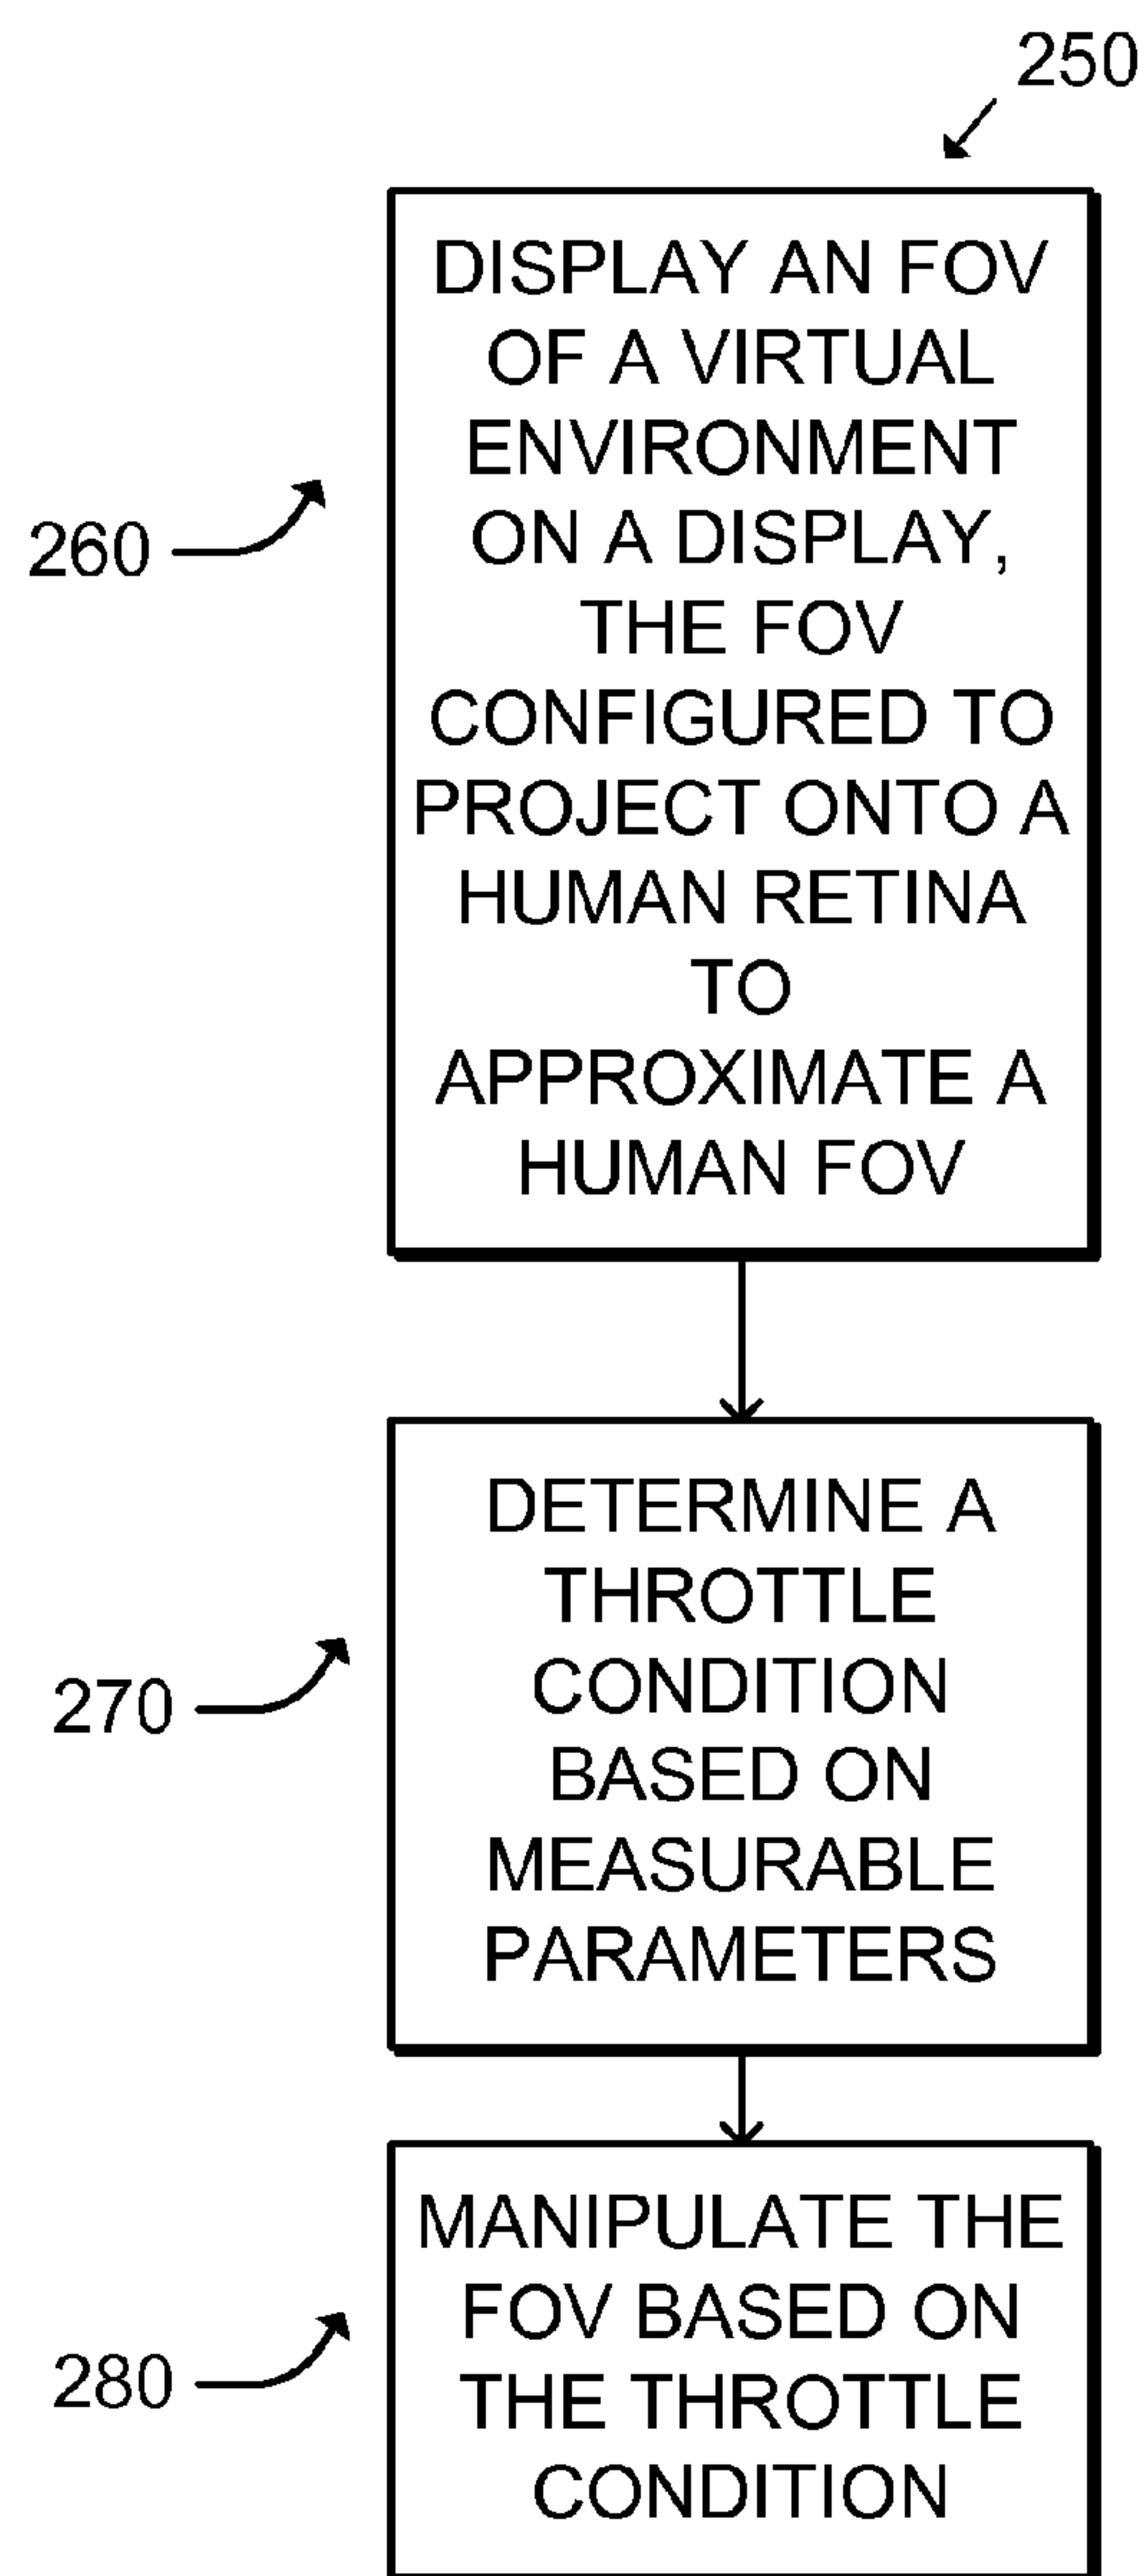 250
DISPLAY AN FOV
OF A VIRTUAL
ENVIRONMENT
ON A DISPLAY,
THE FOV
CONFIGURED TO
PROJECT ONTO A
HUMAN RETINA
TO
APPROXIMATE A
HUMAN FOV
260
DETERMINE A
THROTTLE
CONDITION
BASED ON
MEASURABLE
PARAMETERS
270
MANIPULATE THE
FOV BASED ON
THE THROTTLE
CONDITION
280